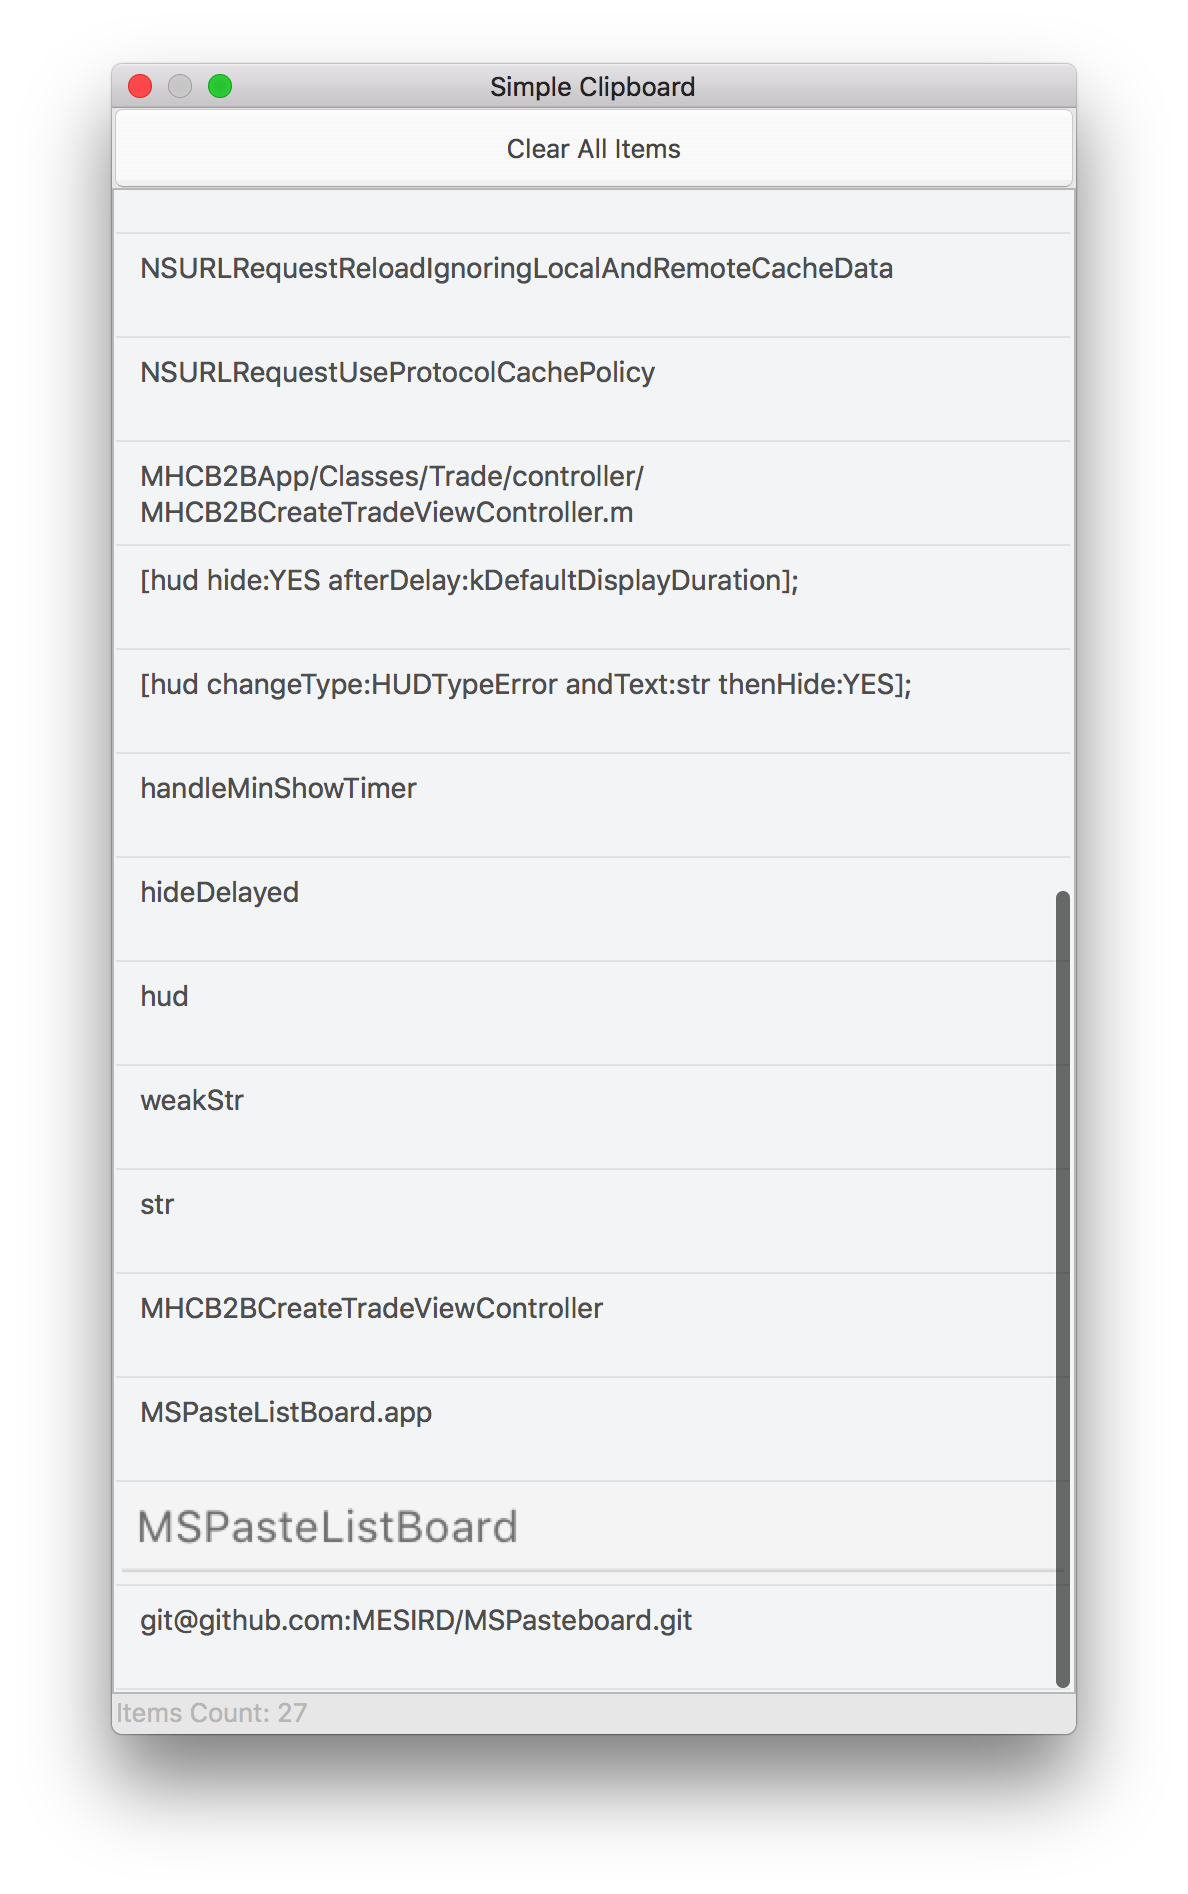 Simple Clipboard
Clear All Items
NSURLRequestReloadIgnoringLocalAndRemoteCacheData
NSURLRequestUseProtocolCachePolicy
MHCB2BApp/Classes/Trade/controller/
MHCB2BCreateTradeViewController.m
[hud hide:YES afterDelay:kDefaultDisplayDuration];
[hud changeType:HUDTypeError andText:str thenHide:YES];
handleMinShowTimer
hideDelayed
hud
weakStr
str
MHCB2BCreateTradeViewController
MSPasteListBoard.app
MSPasteListBoard
git@github.com:MESIRD/MSPasteboard.git
Items Count: 27